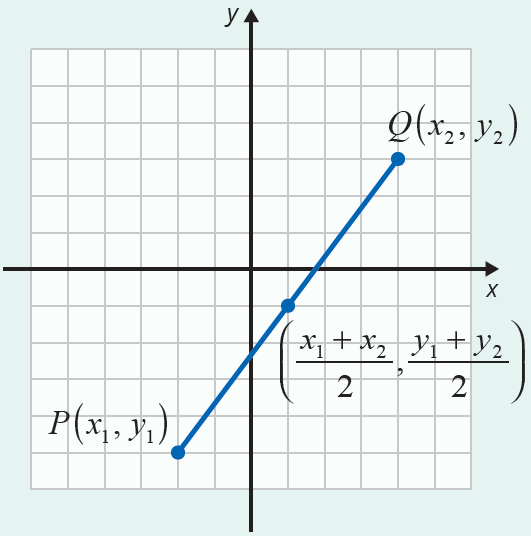 y
Q(x₂, y₂)
x
(x₁ + x₂ / 2, y₁ + y₂ / 2)
P(x₁, y₁)